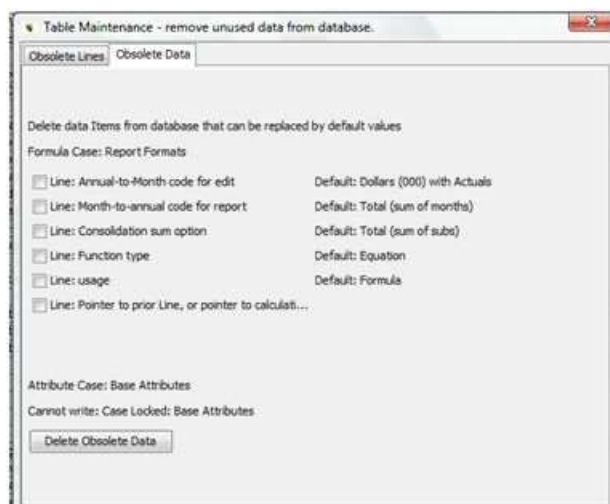 Table Maintenance - remove unused data from database.
Obsolete Lines Obsolete Data
Delete data Items from database that can be replaced by default values
Formula Case: Report Formats
Line: Annual-to-Month code for edit Default: Dollars (000) with Actuals
Line: Month-to-annual code for report Default: Total (sum of months)
Line: Consolidation sum option Default: Total (sum of subs)
Line: Function type Default: Equation
Line: usage Default: Formula
Line: Pointer to prior Line, or pointer to calculati...
Attribute Case: Base Attributes
Cannot write: Case Locked: Base Attributes
Delete Obsolete Data